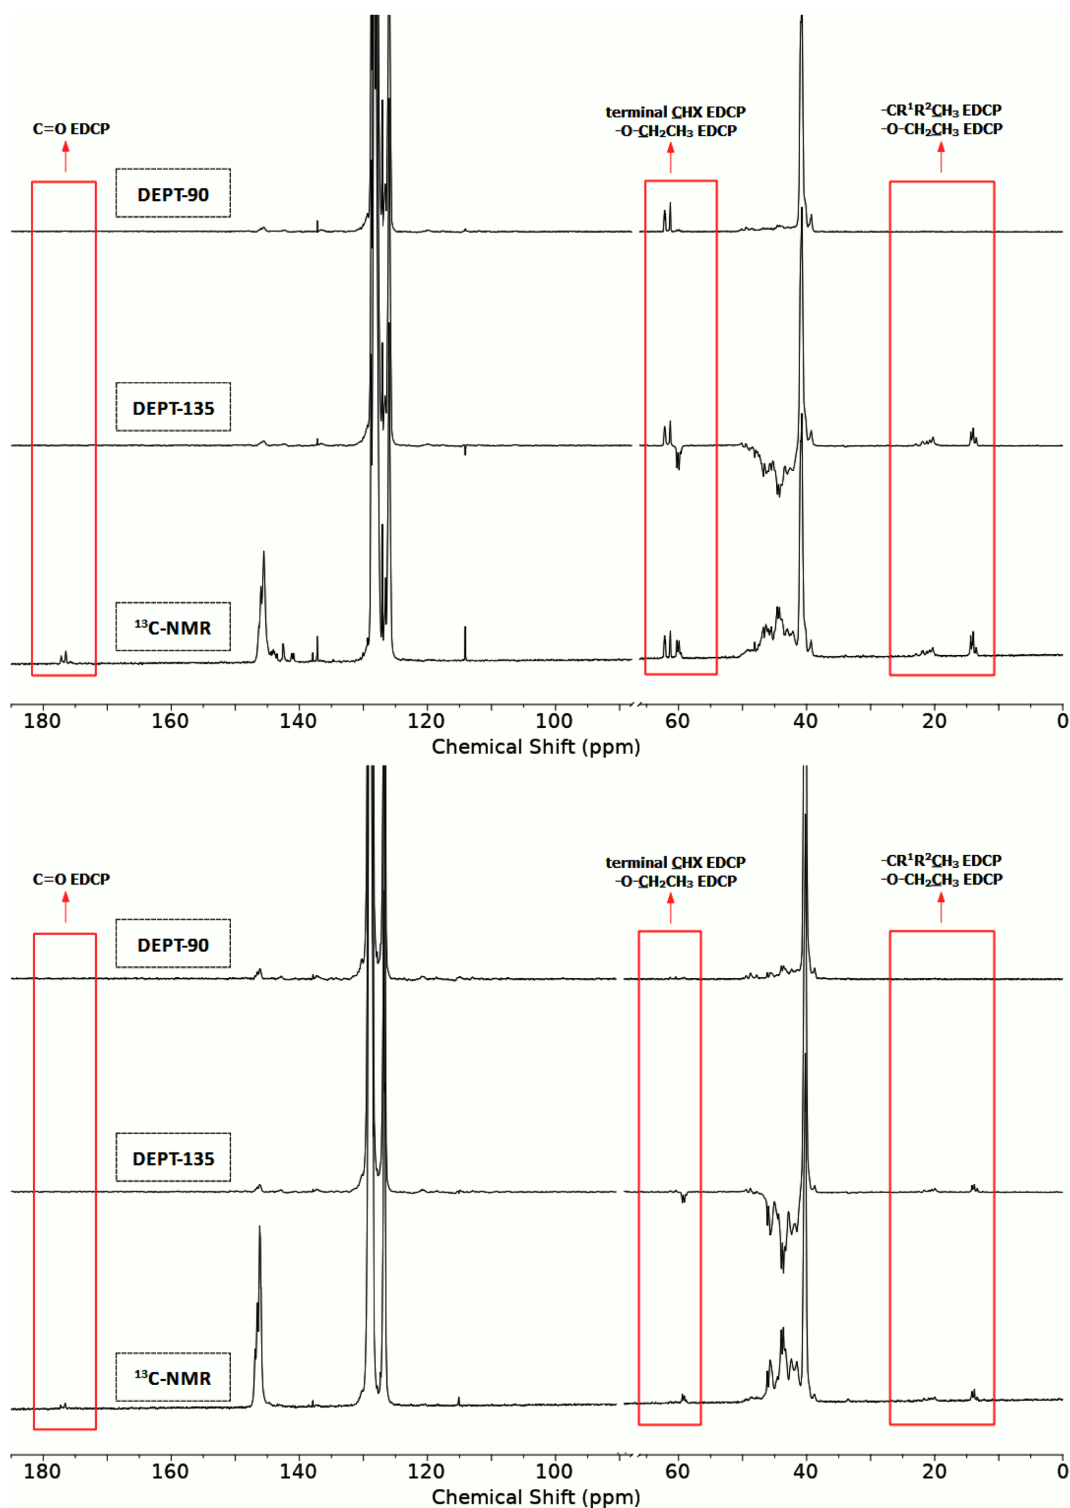 C=O EDCP
terminal CHX EDCP
-O-CH₂CH₃ EDCP
-CR¹R²CH₃ EDCP
-O-CH₂CH₃ EDCP
DEPT-90
DEPT-135
¹³C-NMR
180 160 140 120 100 60 40 20 0
Chemical Shift (ppm)
C=O EDCP
terminal CHX EDCP
-O-CH₂CH₃ EDCP
-CR¹R²CH₃ EDCP
-O-CH₂CH₃ EDCP
DEPT-90
DEPT-135
¹³C-NMR
180 160 140 120 100 60 40 20 0
Chemical Shift (ppm)